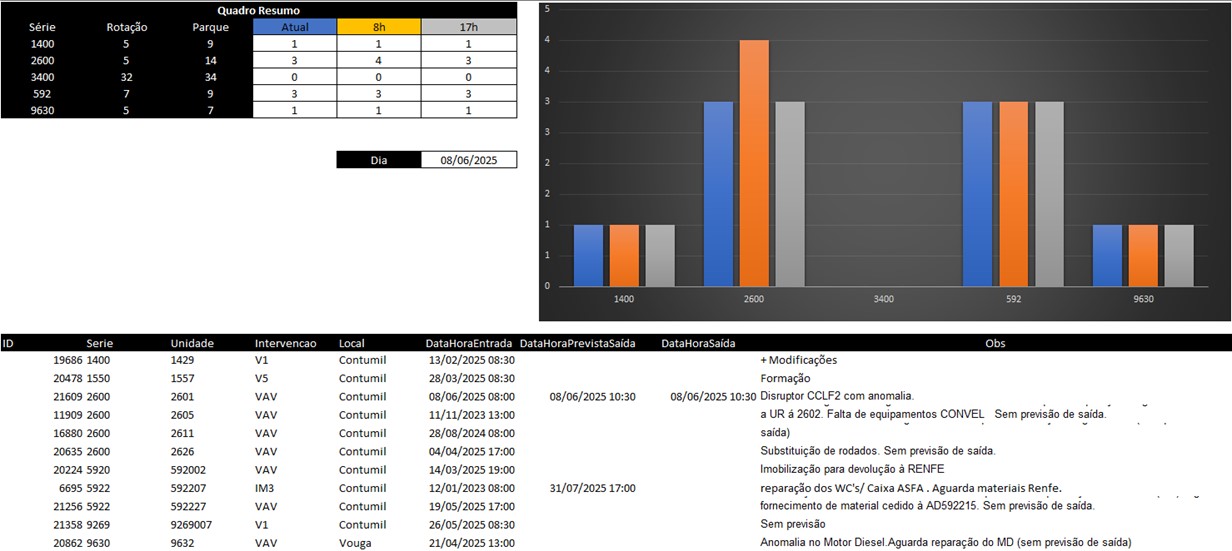 Quadro Resumo
Série Rotação Parque Atual 8h 17h
1400 5 9 1 1 1
2600 5 14 3 4 3
3400 32 34 0 0 0
592 7 9 3 3 3
9630 5 7 1 1 1
Dia 08/06/2025
5
4
4
3
3
2
2
1
1
0
1400 2600 3400 592 9630
ID Serie Unidade Intervencao Local DataHoraEntrada DataHoraPrevistaSaída DataHoraSaída Obs
19686 1400 1429 V1 Contumil 13/02/2025 08:30 + Modificações
20478 1550 1557 V5 Contumil 28/03/2025 08:30 Formação
21609 2600 2601 VAV Contumil 08/06/2025 08:00 08/06/2025 10:30 08/06/2025 10:30 Disruptor CCLF2 com anomalia.
11909 2600 2605 VAV Contumil 11/11/2023 13:00 a UR á 2602. Falta de equipamentos CONVEL Sem previsão de saída.
16880 2600 2611 VAV Contumil 28/08/2024 08:00 saída)
20635 2600 2626 VAV Contumil 04/04/2025 17:00 Substituição de rodados. Sem previsão de saída.
20224 5920 592002 VAV Contumil 14/03/2025 19:00 Imobilização para devolução à RENFE
6695 5922 592207 IM3 Contumil 12/01/2023 08:00 31/07/2025 17:00 reparação dos WC's/ Caixa ASFA . Aguarda materiais Renfe.
21256 5922 592227 VAV Contumil 19/05/2025 17:00 fornecimento de material cedido à AD592215. Sem previsão de saída.
21358 9269 9269007 V1 Contumil 26/05/2025 08:30 Sem previsão
20862 9630 9632 VAV Vouga 21/04/2025 13:00 Anomalia no Motor Diesel.Aguarda reparação do MD (sem previsão de saída)